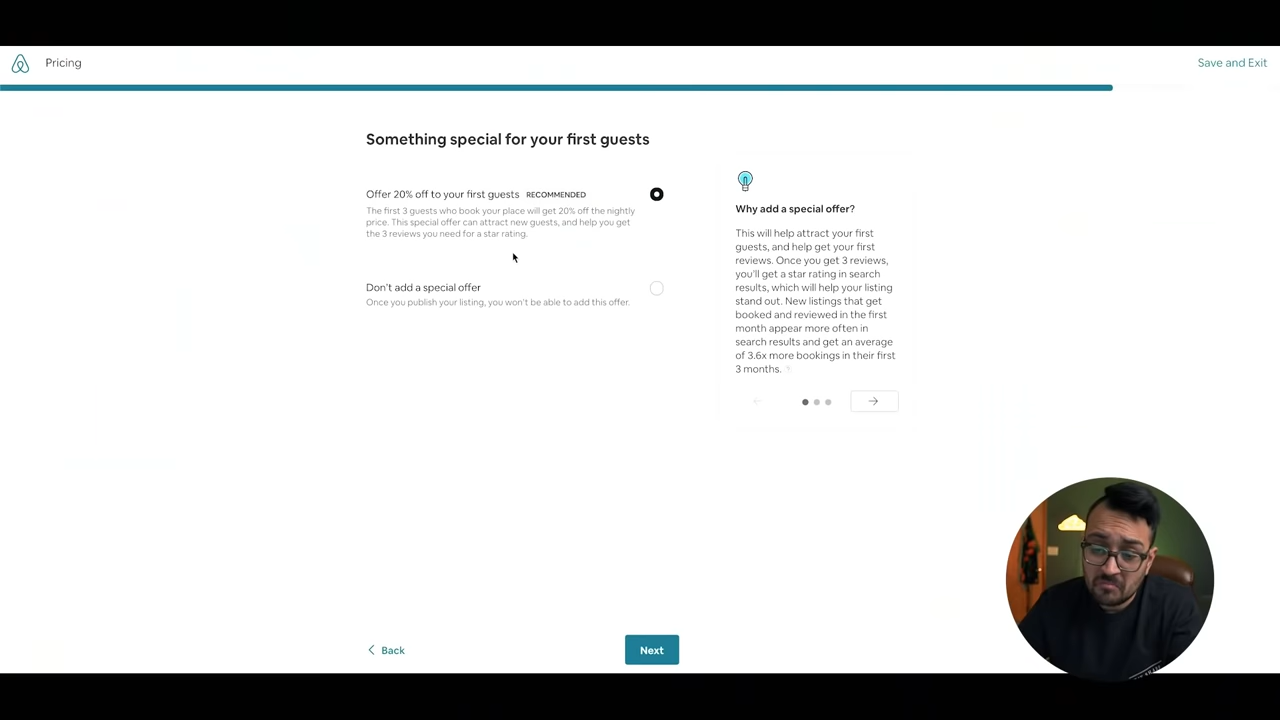 Pricing
Save and Exit
Something special for your first guests
Offer 20% off to your first guests RECOMMENDED
The first 3 guests who book your place will get 20% off the nightly
price. This special offer can attract new guests, and help you get
the 3 reviews you need for a star rating.
Don't add a special offer
Once you publish your listing, you won't be able to add this offer.
Why add a special offer?
This will help attract your first
guests, and help get your first
reviews. Once you get 3 reviews,
you'll get a star rating in search
results, which will help your listing
stand out. New listings that get
booked and reviewed in the first
month appear more often in
search results and get an average
of 3.6x more bookings in their first
3 months.
Back
Next